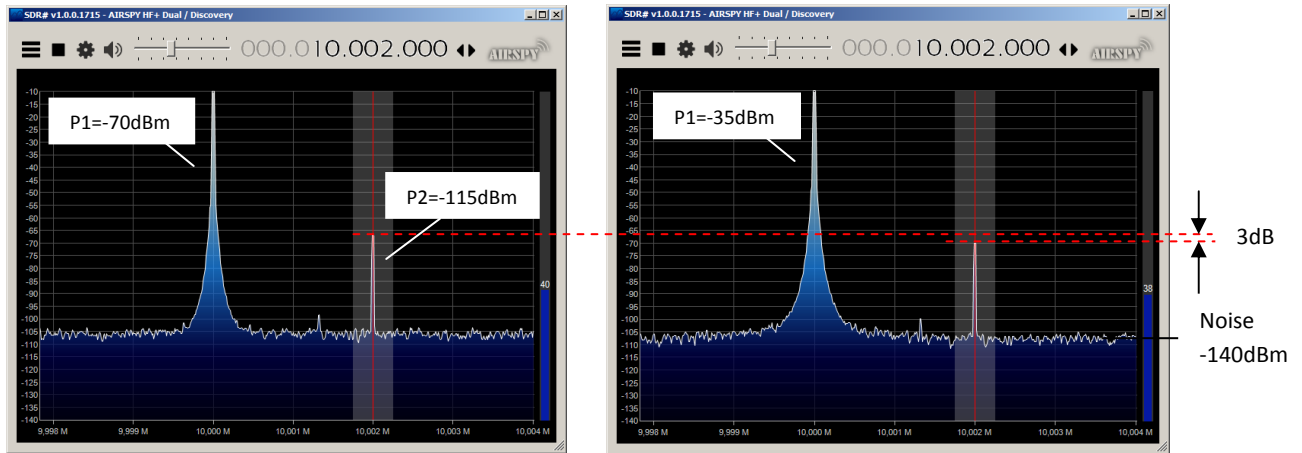 SDR# v1.0.0.1715 - AIRSPY HF+ Dual / Discovery
000.010.002.000
AIRSPY
P1=-70dBm
P2=-115dBm
-10
-15
-20
-25
-30
-35
-40
-45
-50
-55
-60
-65
-70
-75
-80
-85
-90
-95
-100
-105
-110
-115
-120
-125
-130
-135
-140
40
9,998 M
9,999 M
10,000 M
10,001 M
10,002 M
10,003 M
10,004 M
SDR# v1.0.0.1715 - AIRSPY HF+ Dual / Discovery
000.010.002.000
AIRSPY
P1=-35dBm
-10
-15
-20
-25
-30
-35
-40
-45
-50
-55
-60
-65
-70
-75
-80
-85
-90
-95
-100
-105
-110
-115
-120
-125
-130
-135
-140
38
9,998 M
9,999 M
10,000 M
10,001 M
10,002 M
10,003 M
10,004 M
3dB
Noise
-140dBm